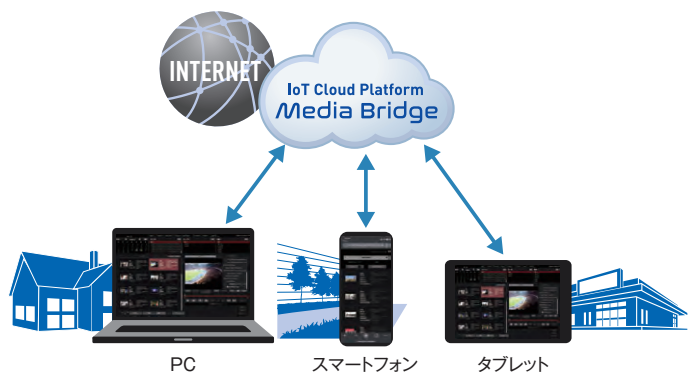 INTERNET
IoT Cloud Platform
Media Bridge
PC
スマートフォン
タブレット